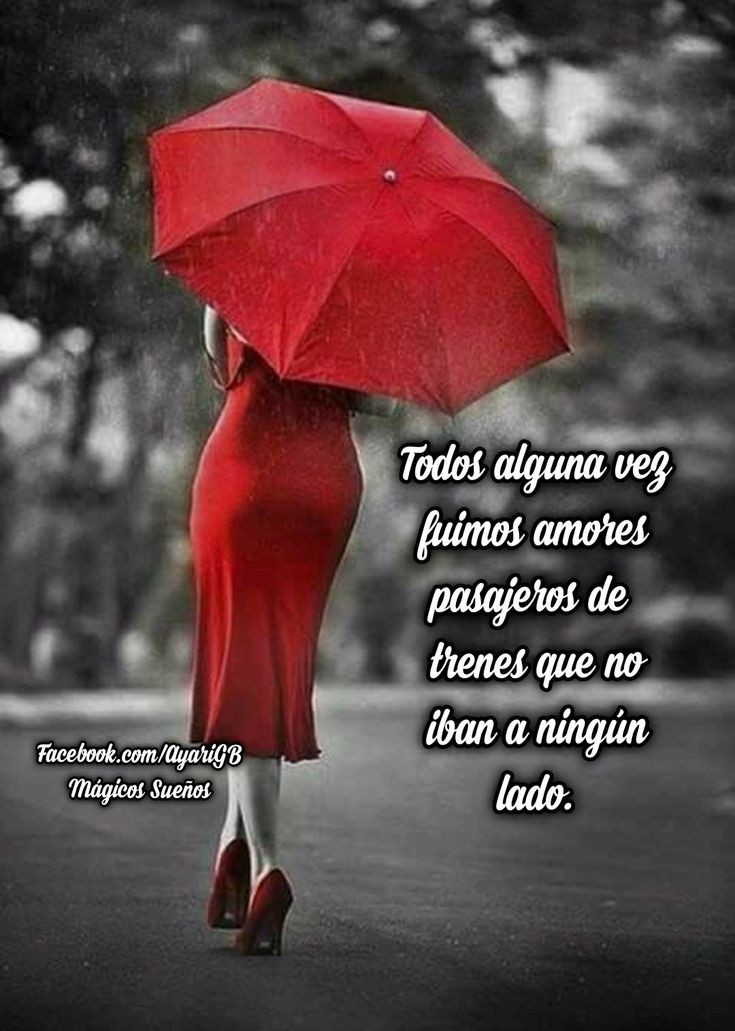 Todos alguna vez
fuimos amores
pasajeros de
trenes que no
iban a ningún
lado.
Facebook.com/AyariGB
Mágicos Sueños